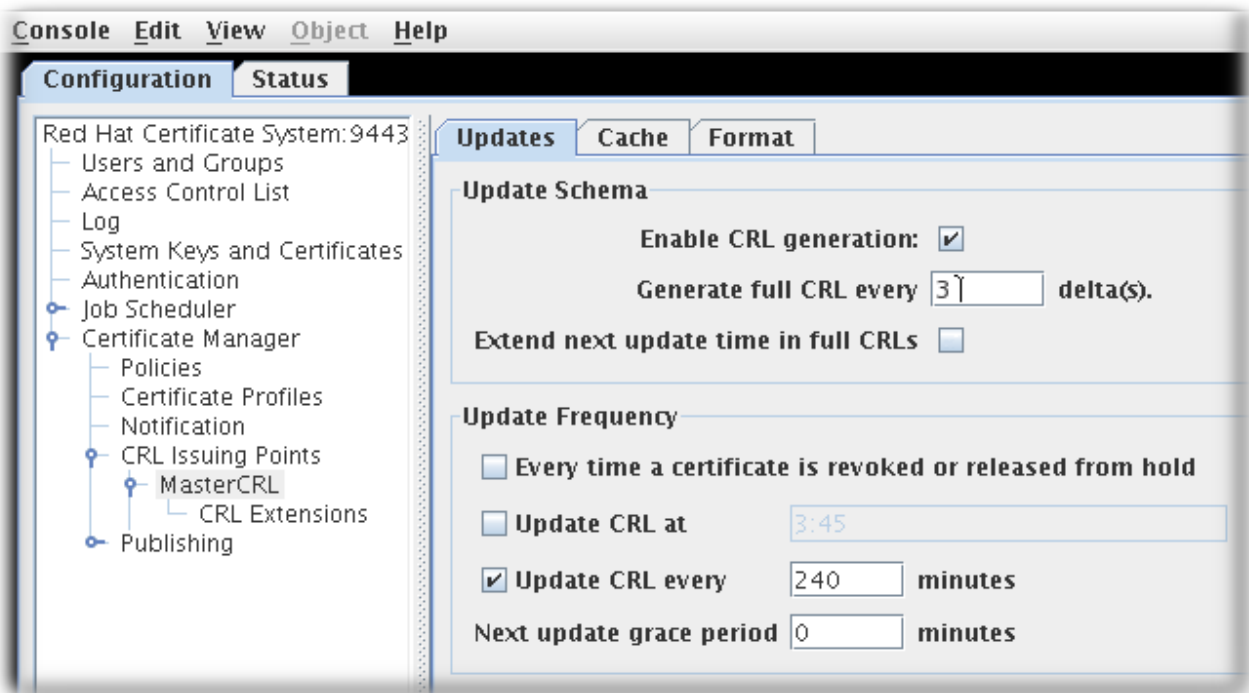 Console Edit View Object Help
Configuration Status
Red Hat Certificate System:9443
Users and Groups
Access Control List
Log
System Keys and Certificates
Authentication
Job Scheduler
Certificate Manager
Policies
Certificate Profiles
Notification
CRL Issuing Points
MasterCRL
CRL Extensions
Publishing
Updates Cache Format
Update Schema
Enable CRL generation:
Generate full CRL every 3 delta(s).
Extend next update time in full CRLs
Update Frequency
Every time a certificate is revoked or released from hold
Update CRL at 3:45
Update CRL every 240 minutes
Next update grace period 0 minutes